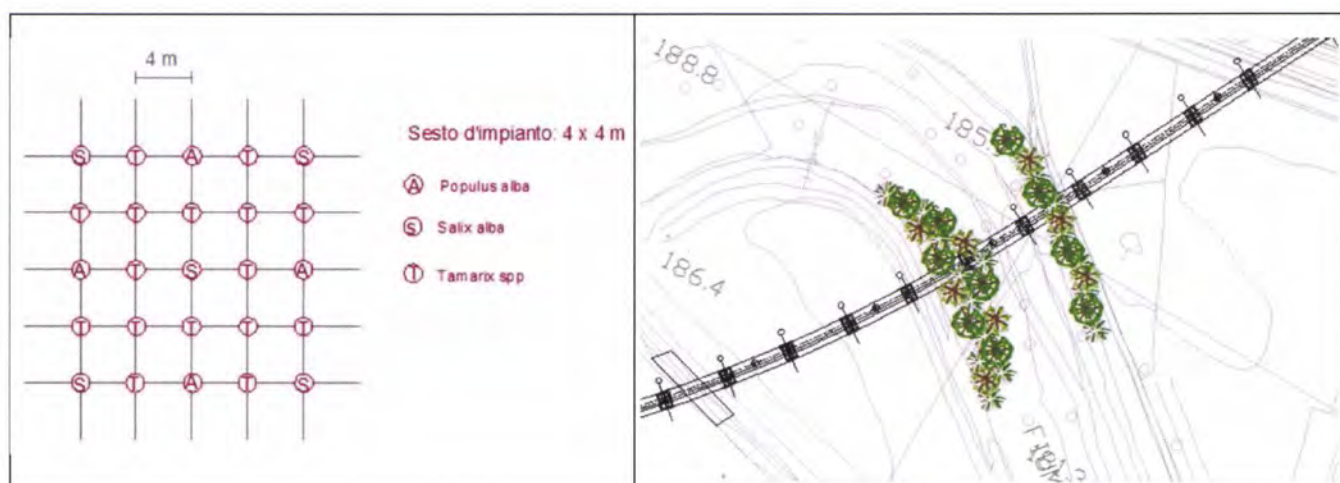 4 m
S T A T S
T T T T T
A T S T A
T T T T T
S T A T S
Sesto d'impianto: 4 x 4 m
A Populus alba
S Salix alba
T Tamarix spp
188.8
185
186.4